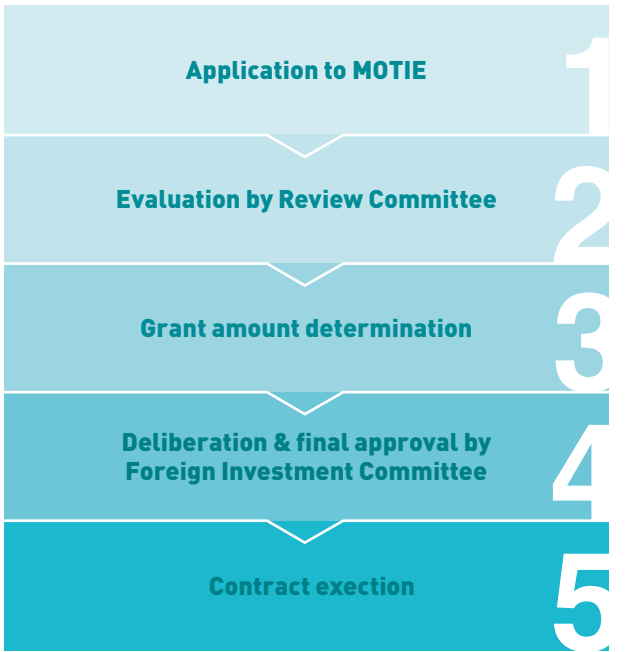 Application to MOTIE
1
Evaluation by Review Committee
2
Grant amount determination
3
Deliberation & final approval by
Foreign Investment Committee
4
Contract exection
5